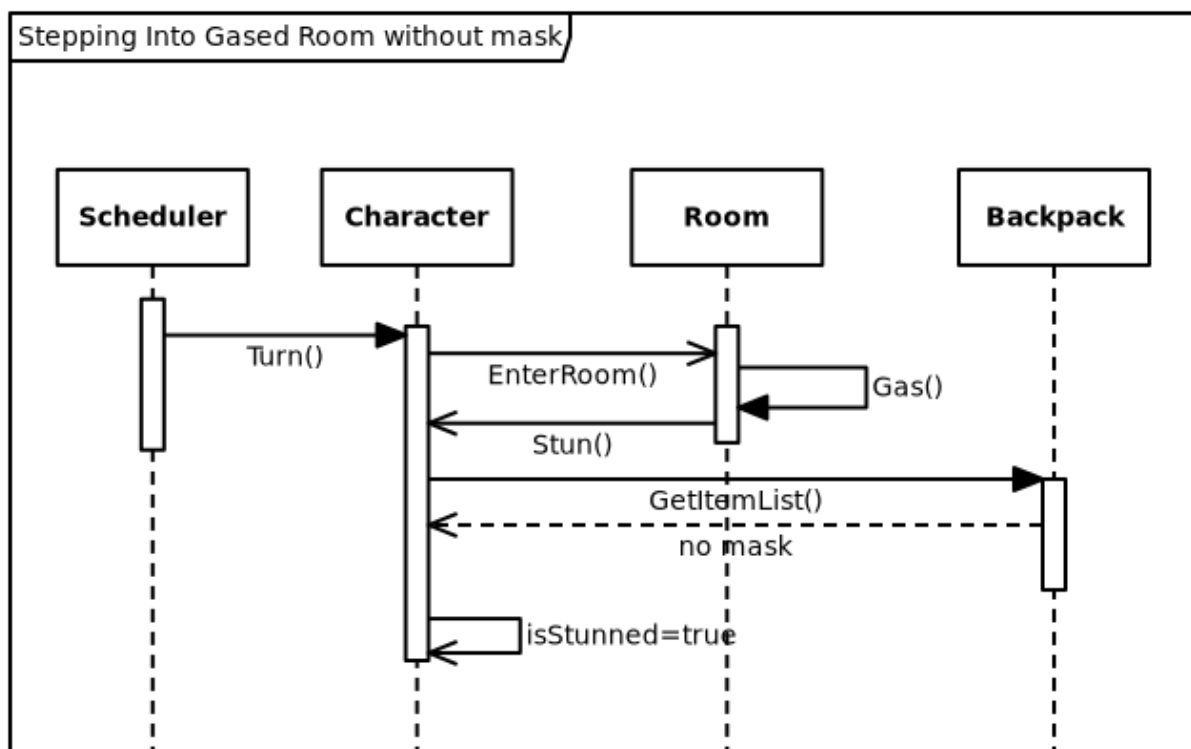 Stepping Into Gased Room without mask
Scheduler
Character
Room
Backpack
Turn()
EnterRoom()
Gas()
Stun()
GetItemList()
no mask
isStunned=true